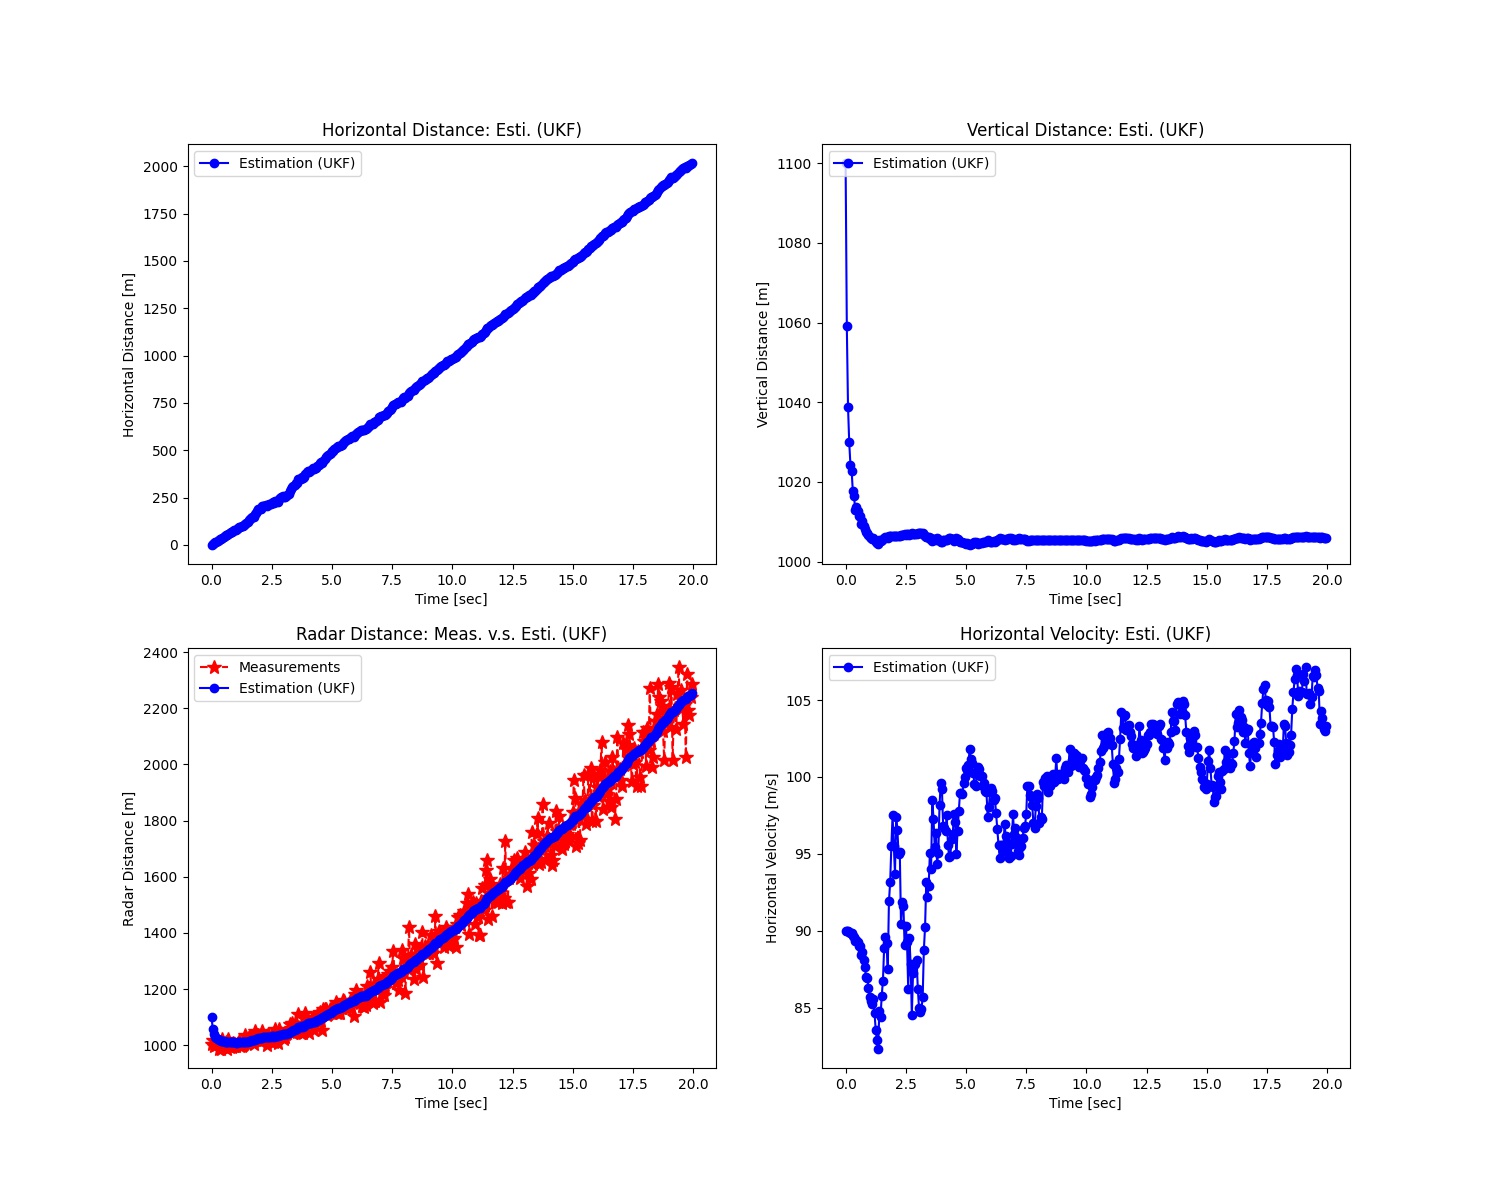 Horizontal Distance: Esti. (UKF)
Estimation (UKF)
2000
1750
1500
1250
1000
750
500
250
0
Horizontal Distance [m]
0.0 2.5 5.0 7.5 10.0 12.5 15.0 17.5 20.0
Time [sec]
Vertical Distance: Esti. (UKF)
Estimation (UKF)
1100
1080
1060
1040
1020
1000
Vertical Distance [m]
0.0 2.5 5.0 7.5 10.0 12.5 15.0 17.5 20.0
Time [sec]
Radar Distance: Meas. v.s. Esti. (UKF)
Measurements
Estimation (UKF)
2400
2200
2000
1800
1600
1400
1200
1000
Radar Distance [m]
0.0 2.5 5.0 7.5 10.0 12.5 15.0 17.5 20.0
Time [sec]
Horizontal Velocity: Esti. (UKF)
Estimation (UKF)
105
100
95
90
85
Horizontal Velocity [m/s]
0.0 2.5 5.0 7.5 10.0 12.5 15.0 17.5 20.0
Time [sec]